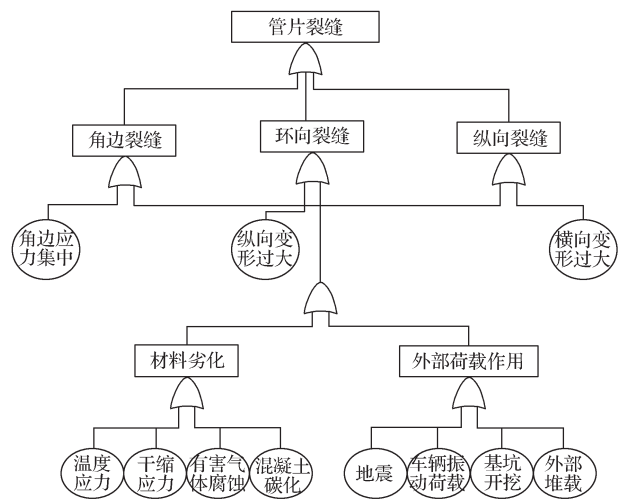 管片裂缝
角边裂缝
环向裂缝
纵向裂缝
角边应
力集中
纵向变
形过大
横向变
形过大
材料劣化
外部荷载作用
温度
应力
干缩
应力
有害气
体腐蚀
混凝土
碳化
地震
车辆振
动荷载
基坑
开挖
外部
堆载